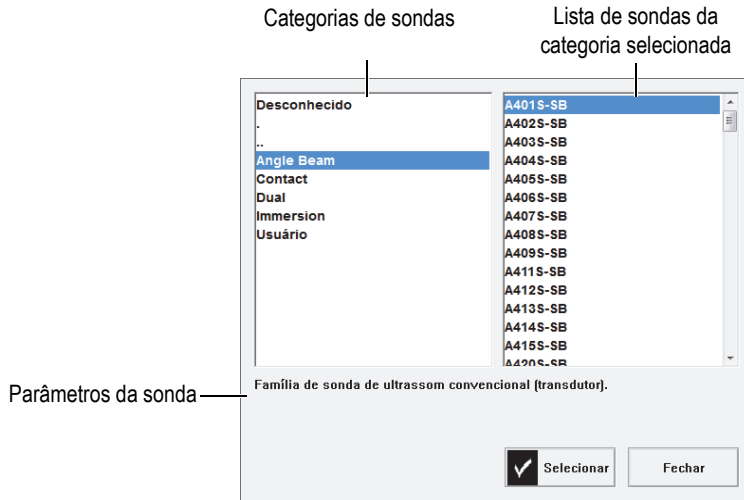 Categorias de sondas
Lista de sondas da
categoria selecionada
Desconhecido
.
..
Angle Beam
Contact
Dual
Immersion
Usuário
A401S-SB
A402S-SB
A403S-SB
A404S-SB
A405S-SB
A406S-SB
A407S-SB
A408S-SB
A409S-SB
A411S-SB
A412S-SB
A413S-SB
A414S-SB
A415S-SB
A420S-SB
Parâmetros da sonda
Família de sonda de ultrassom convencional (transdutor).
Selecionar
Fechar